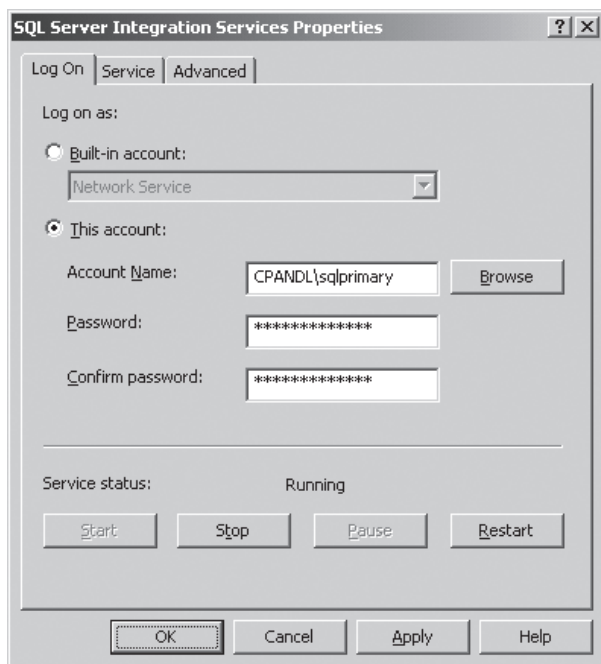 SQL Server Integration Services Properties ? X
Log On Service Advanced
Log on as:
Built-in account:
Network Service
This account:
Account Name: CPANDL\sqlprimary Browse
Password: *************
Confirm password: *************
Service status: Running
Start Stop Pause Restart
OK Cancel Apply Help